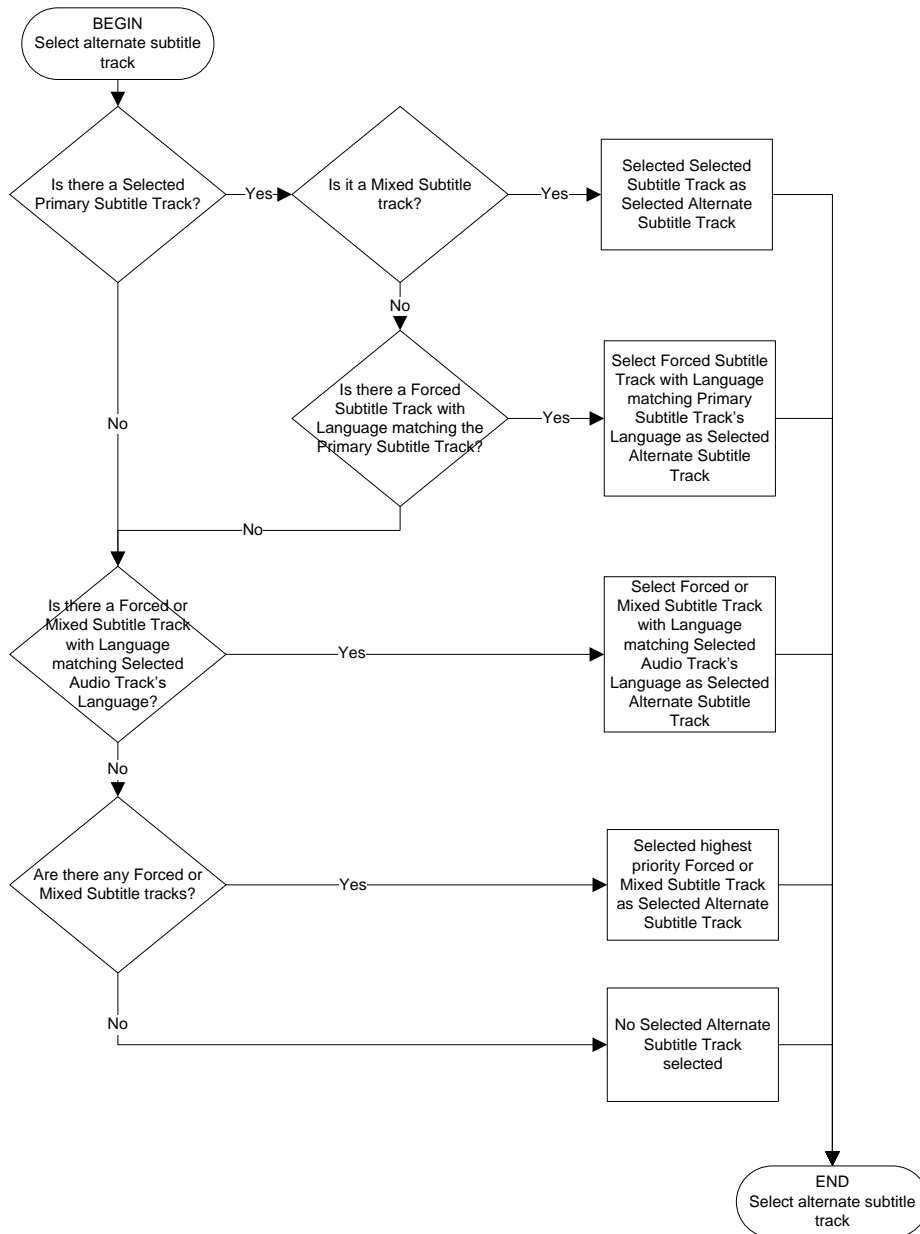 BEGIN
Select alternate subtitle
track
Is there a Selected
Primary Subtitle Track?
Yes
Is it a Mixed Subtitle
track?
Yes
Selected Selected
Subtitle Track as
Selected Alternate
Subtitle Track
No
No
Is there a Forced
Subtitle Track with
Language matching the
Primary Subtitle Track?
Yes
Select Forced Subtitle
Track with Language
matching Primary
Subtitle Track's
Language as Selected
Alternate Subtitle
Track
No
Is there a Forced or
Mixed Subtitle Track
with Language
matching Selected
Audio Track's
Language?
Yes
Select Forced or
Mixed Subtitle Track
with Language
matching Selected
Audio Track's
Language as Selected
Alternate Subtitle
Track
No
Are there any Forced or
Mixed Subtitle tracks?
Yes
Selected highest
priority Forced or
Mixed Subtitle Track
as Selected Alternate
Subtitle Track
No
No Selected Alternate
Subtitle Track
selected
END
Select alternate subtitle
track